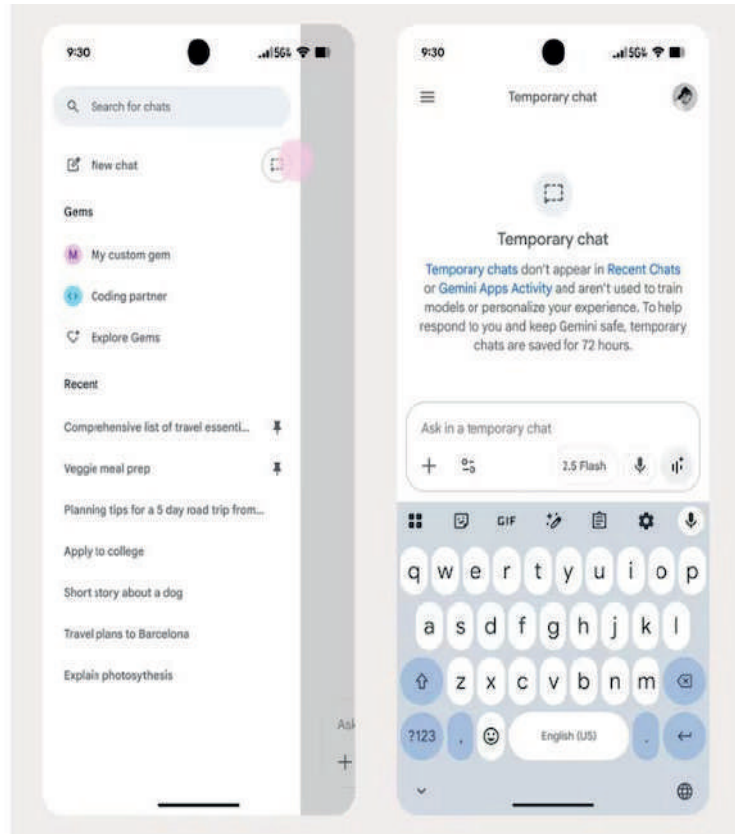 9:30
5G
Search for chats
New chat
Gems
M My custom gem
Coding partner
Explore Gems
Recent
Comprehensive list of travel essenti...
Veggie meal prep
Planning tips for a 5 day road trip from...
Apply to college
Short story about a dog
Travel plans to Barcelona
Explain photosythesis
Ask
9:30
5G
Temporary chat
Temporary chat
Temporary chats don't appear in Recent Chats
or Gemini Apps Activity and aren't used to train
models or personalize your experience. To help
respond to you and keep Gemini safe, temporary
chats are saved for 72 hours.
Ask in a temporary chat
2.5 Flash
GIF
q w e r t y u i o p
a s d f g h j k l
z x c v b n m
?123 , English (US) .